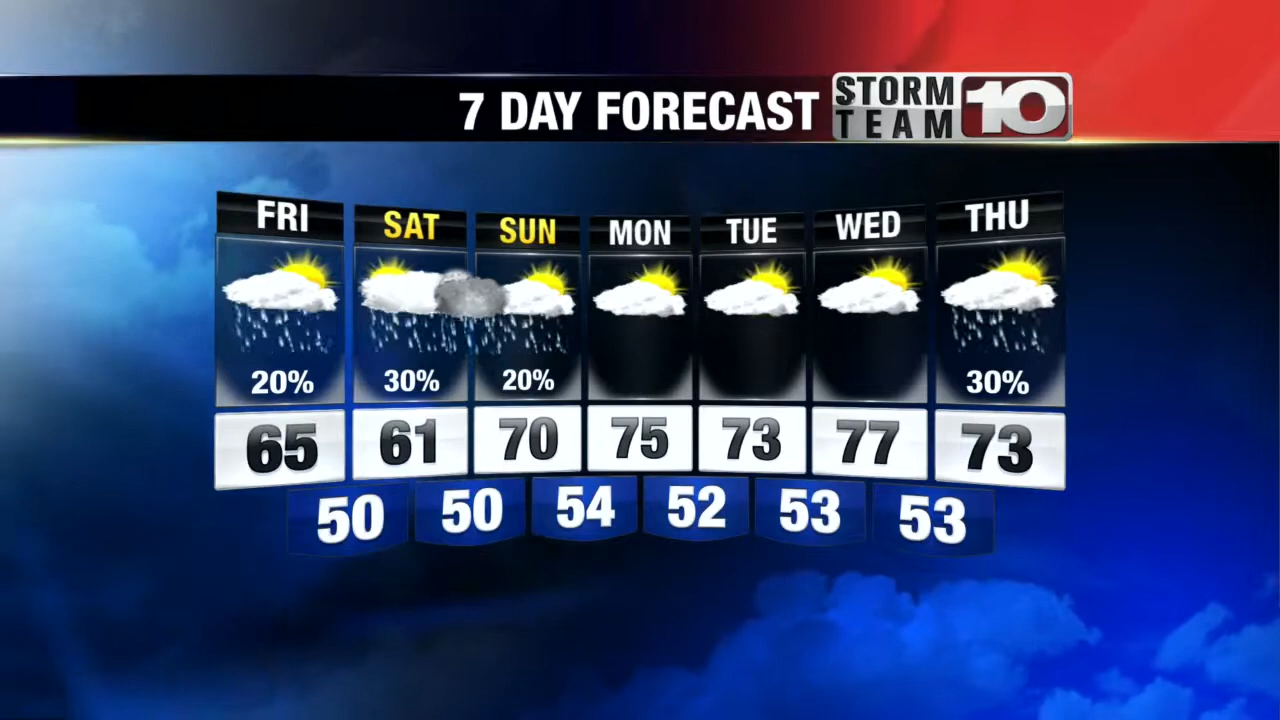 7 DAY FORECAST
STORM
TEAM
10
FRI SAT SUN MON TUE WED THU
20% 30% 20% 30%
65 61 70 75 73 77 73
50 50 54 52 53 53